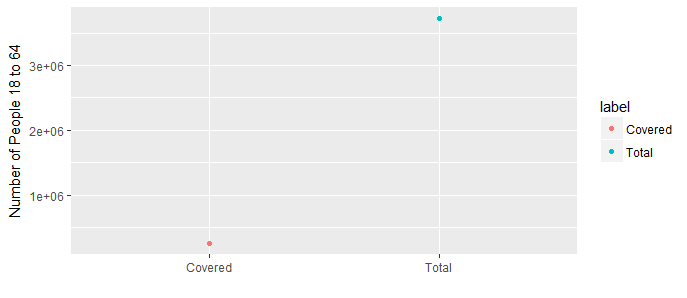 Number of People 18 to 64
3e+06
2e+06
1e+06
Covered
Total
label
Covered
Total